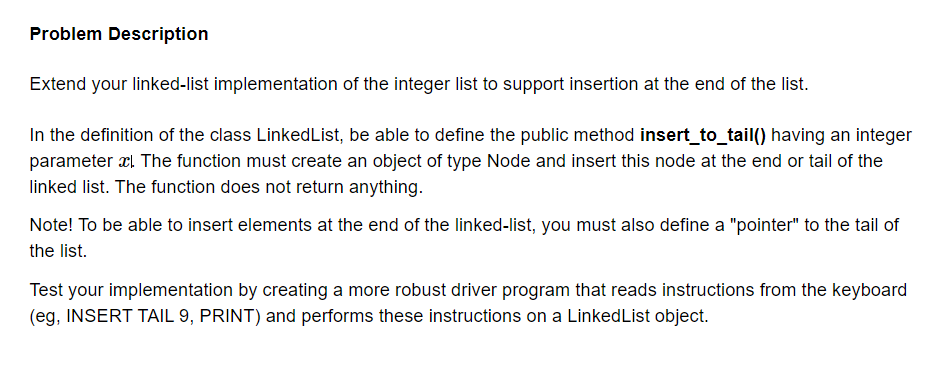 Problem Description
Extend your linked-list implementation of the integer list to support insertion at the end of the list.
In the definition of the class LinkedList, be able to define the public method insert_to_tail() having an integer
parameter x. The function must create an object of type Node and insert this node at the end or tail of the
linked list. The function does not return anything.
Note! To be able to insert elements at the end of the linked-list, you must also define a "pointer" to the tail of
the list.
Test your implementation by creating a more robust driver program that reads instructions from the keyboard
(eg, INSERT TAIL 9, PRINT) and performs these instructions on a LinkedList object.